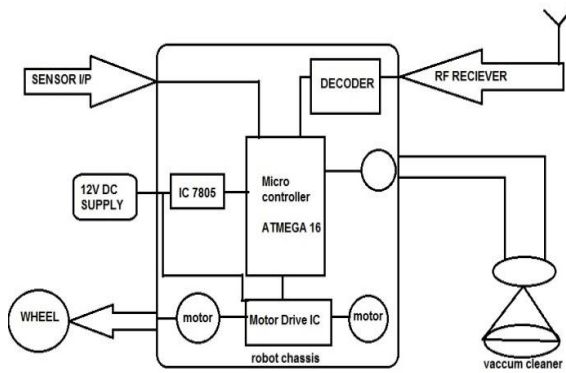 SENSOR I/P
DECODER
RF RECIEVER
12V DC
SUPPLY
IC 7805
Micro
controller
ATMEGA 16
WHEEL
motor
Motor Drive IC
motor
robot chassis
vaccum cleaner